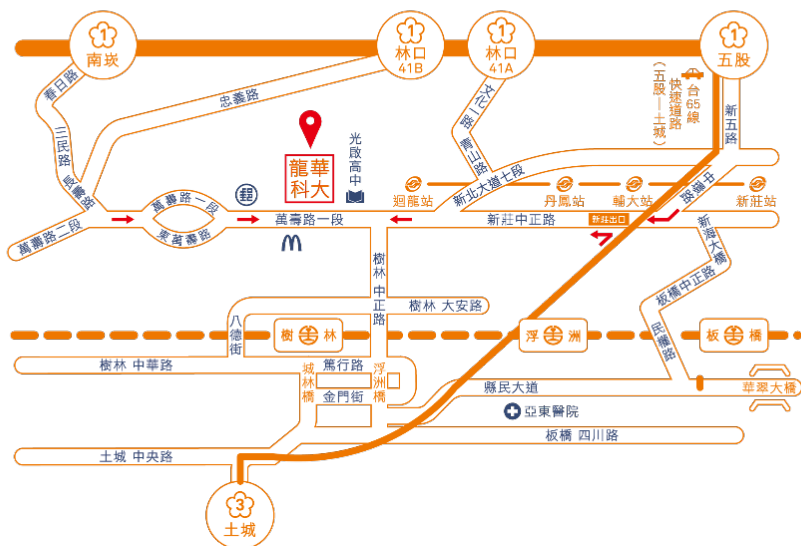 1
南崁
1
林口
41B
1
林口
41A
1
五股
春日路
忠義路
文化一路
台65線
快速道路
(五股—土城)
新五路
三民路
光啟高中
青山路
龍華
科大
長壽路
郵
新北大道七段
中華路
萬壽路一段
迴龍站
丹鳳站
輔大站
新莊站
萬壽路二段
東萬壽路
萬壽路一段
新莊中正路
新莊出口
新海大橋
樹林 中正路
板橋中正路
樹林 大安路
八德街
樹 林
浮 洲
板 橋
民權路
樹林 中華路
篤行路
城林橋
浮洲橋
金門街
縣民大道
華翠大橋
亞東醫院
板橋 四川路
土城 中央路
3
土城